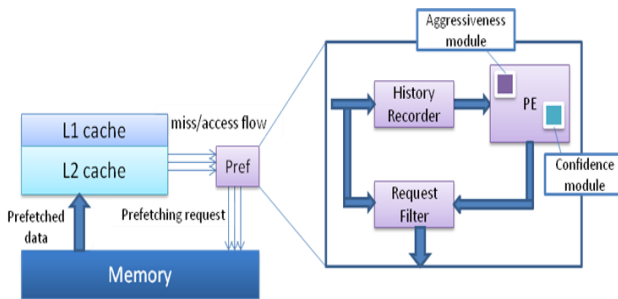 Aggressiveness
module
History
Recorder
PE
L1 cache
miss/access flow
L2 cache
Pref
Confidence
module
Request
Filter
Prefetched
data
Prefetching request
Memory